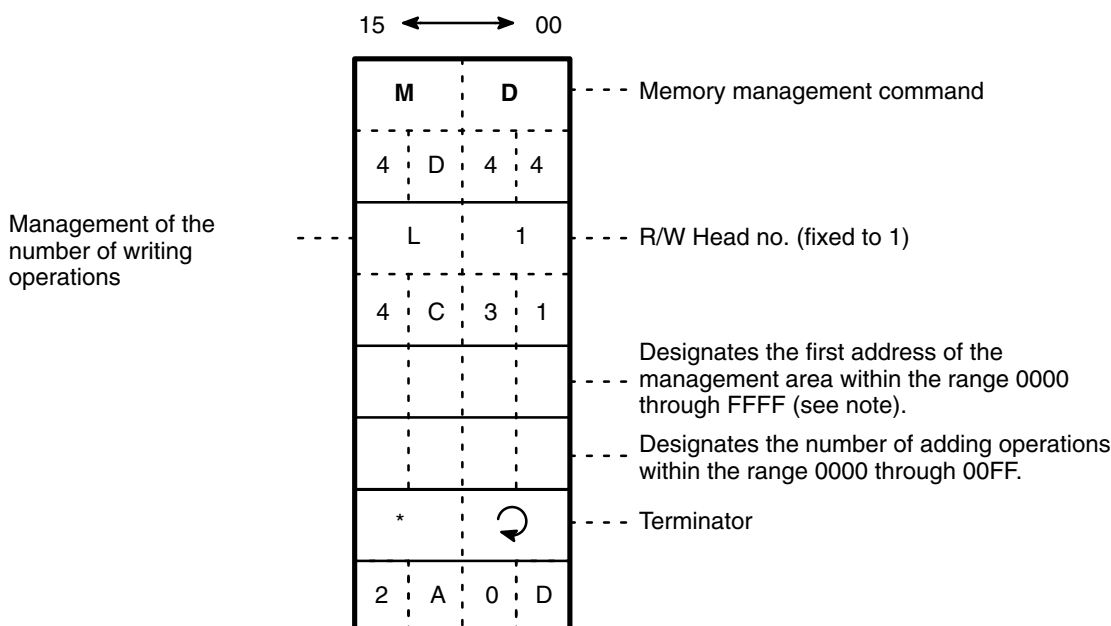 15 00
M D
Memory management command
4 D 4 4
Management of the
number of writing
operations
L 1
R/W Head no. (fixed to 1)
4 C 3 1
Designates the first address of the
management area within the range 0000
through FFFF (see note).
Designates the number of adding operations
within the range 0000 through 00FF.
*
Terminator
2 A 0 D